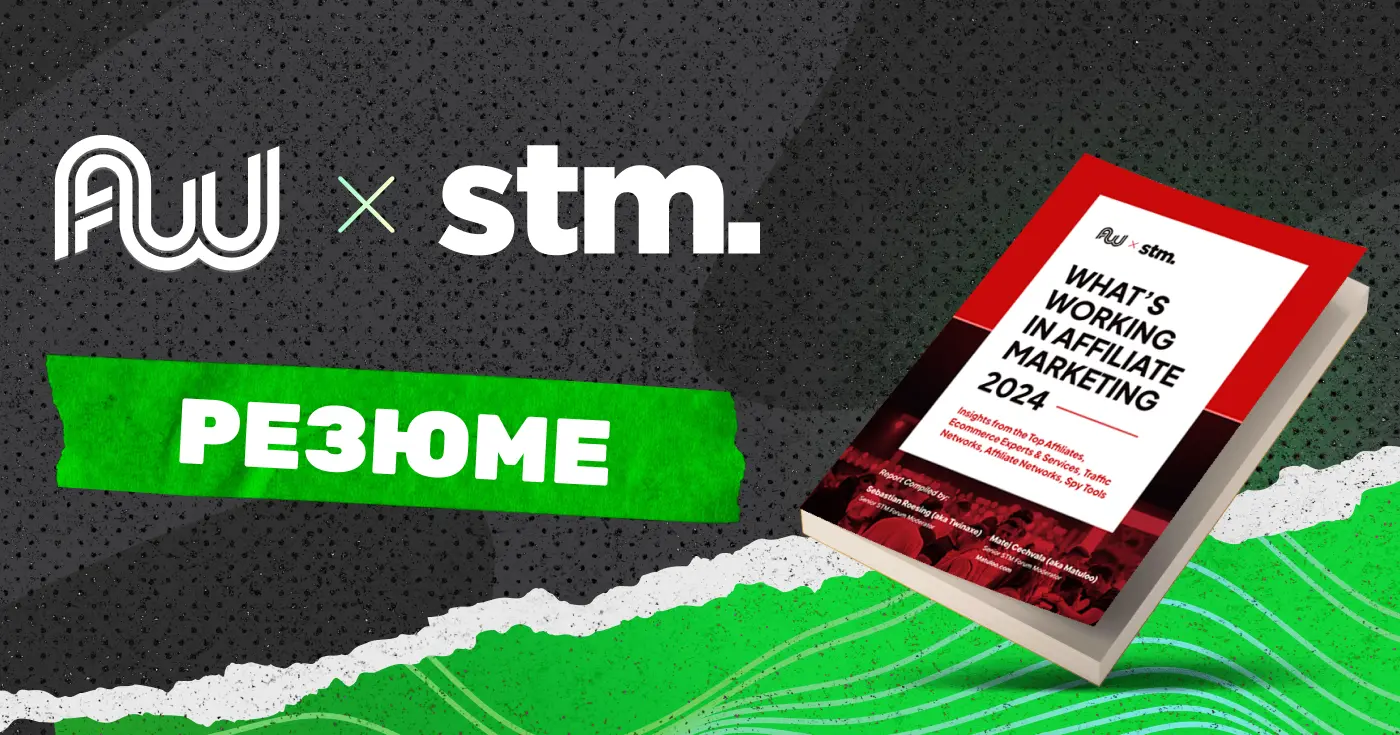 AW × stm.
РЕЗЮМЕ
AW × stm.
WHAT'S
WORKING
IN AFFILIATE
MARKETING
2024
Insights from the Top Affiliates,
Ecommerce Experts & Services, Traffic
Networks, Affiliate Networks, Spy Tools
Report Compiled by:
Sebastian Roesing (aka Twinaxe)
Senior STM Forum Moderator
Matej Cechvala (aka Matuloo)
Senior STM Forum Moderator
Matuloo.com